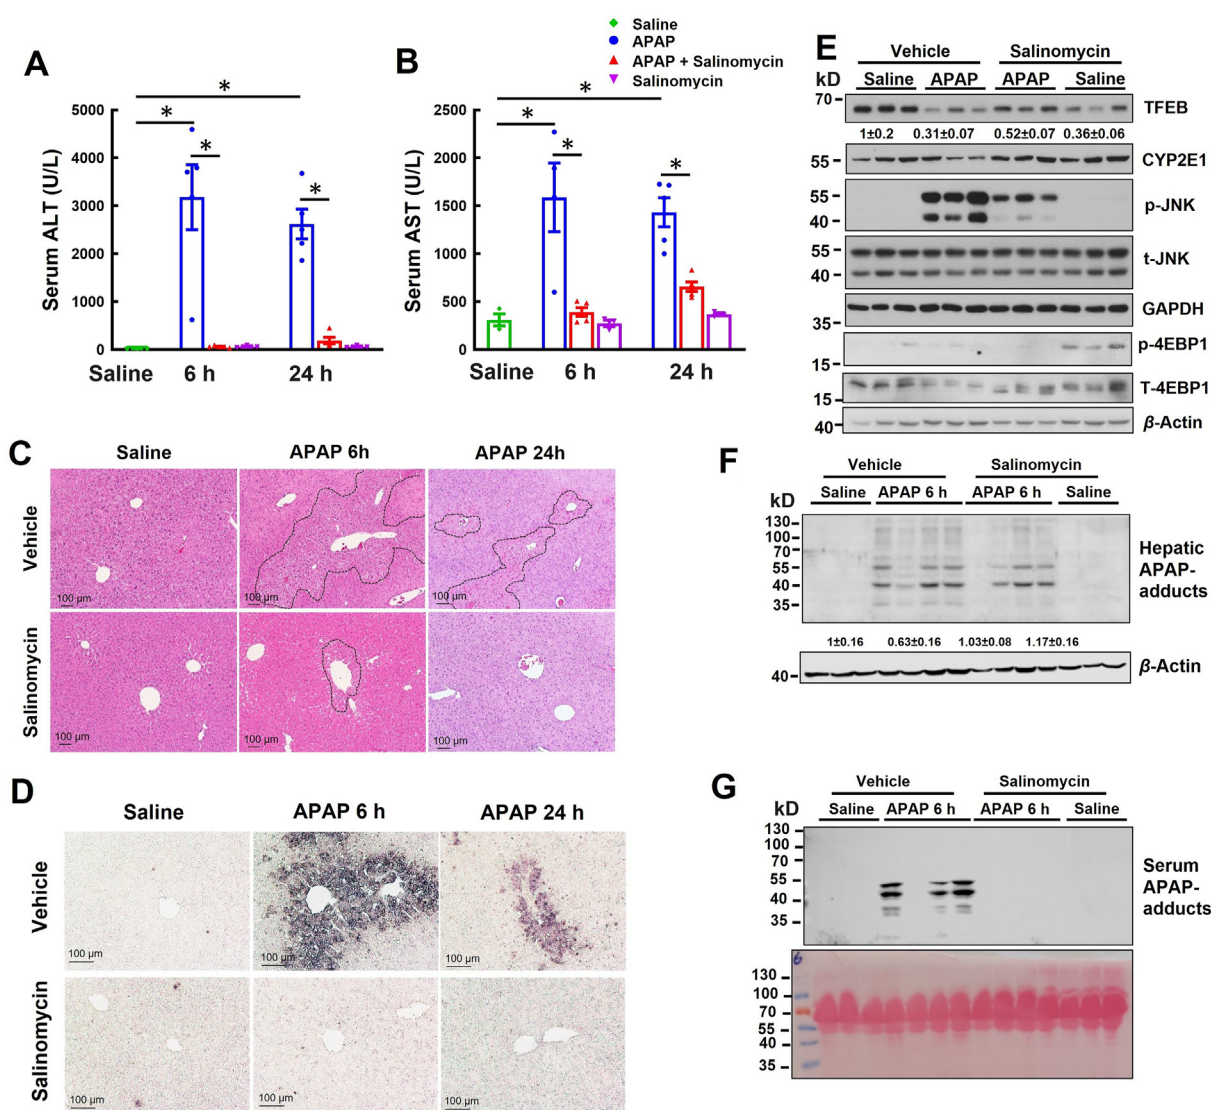 Saline
APAP
APAP + Salinomycin
Salinomycin
A
Serum ALT (U/L)
5000
4000
3000
2000
1000
0
* * * * 
Saline 6 h 24 h
B
Serum AST (U/L)
2500
2000
1500
1000
500
0
* * * *
Saline 6 h 24 h
C
Saline APAP 6h APAP 24h
Vehicle
100 µm 100 µm 100 µm
Salinomycin
100 µm 100 µm 100 µm
D
Saline APAP 6 h APAP 24 h
Vehicle
100 µm 100 µm 100 µm
Salinomycin
100 µm 100 µm 100 µm
E
Vehicle Salinomycin
kD Saline APAP APAP Saline
70 TFEB
1±0.2 0.31±0.07 0.52±0.07 0.36±0.06
55 CYP2E1
55 p-JNK
40
55 t-JNK
40
GAPDH
35
p-4EBP1
15
T-4EBP1
15
40 β-Actin
F
Vehicle Salinomycin
kD Saline APAP 6 h APAP 6 h Saline
130
100
70
55
40
35
Hepatic
APAP-
adducts
1±0.16 0.63±0.16 1.03±0.08 1.17±0.16
40 β-Actin
G
Vehicle Salinomycin
kD Saline APAP 6 h APAP 6 h Saline
130
100
70
55
40
35
Serum
APAP-
adducts
6
130
100
70
55
40
35